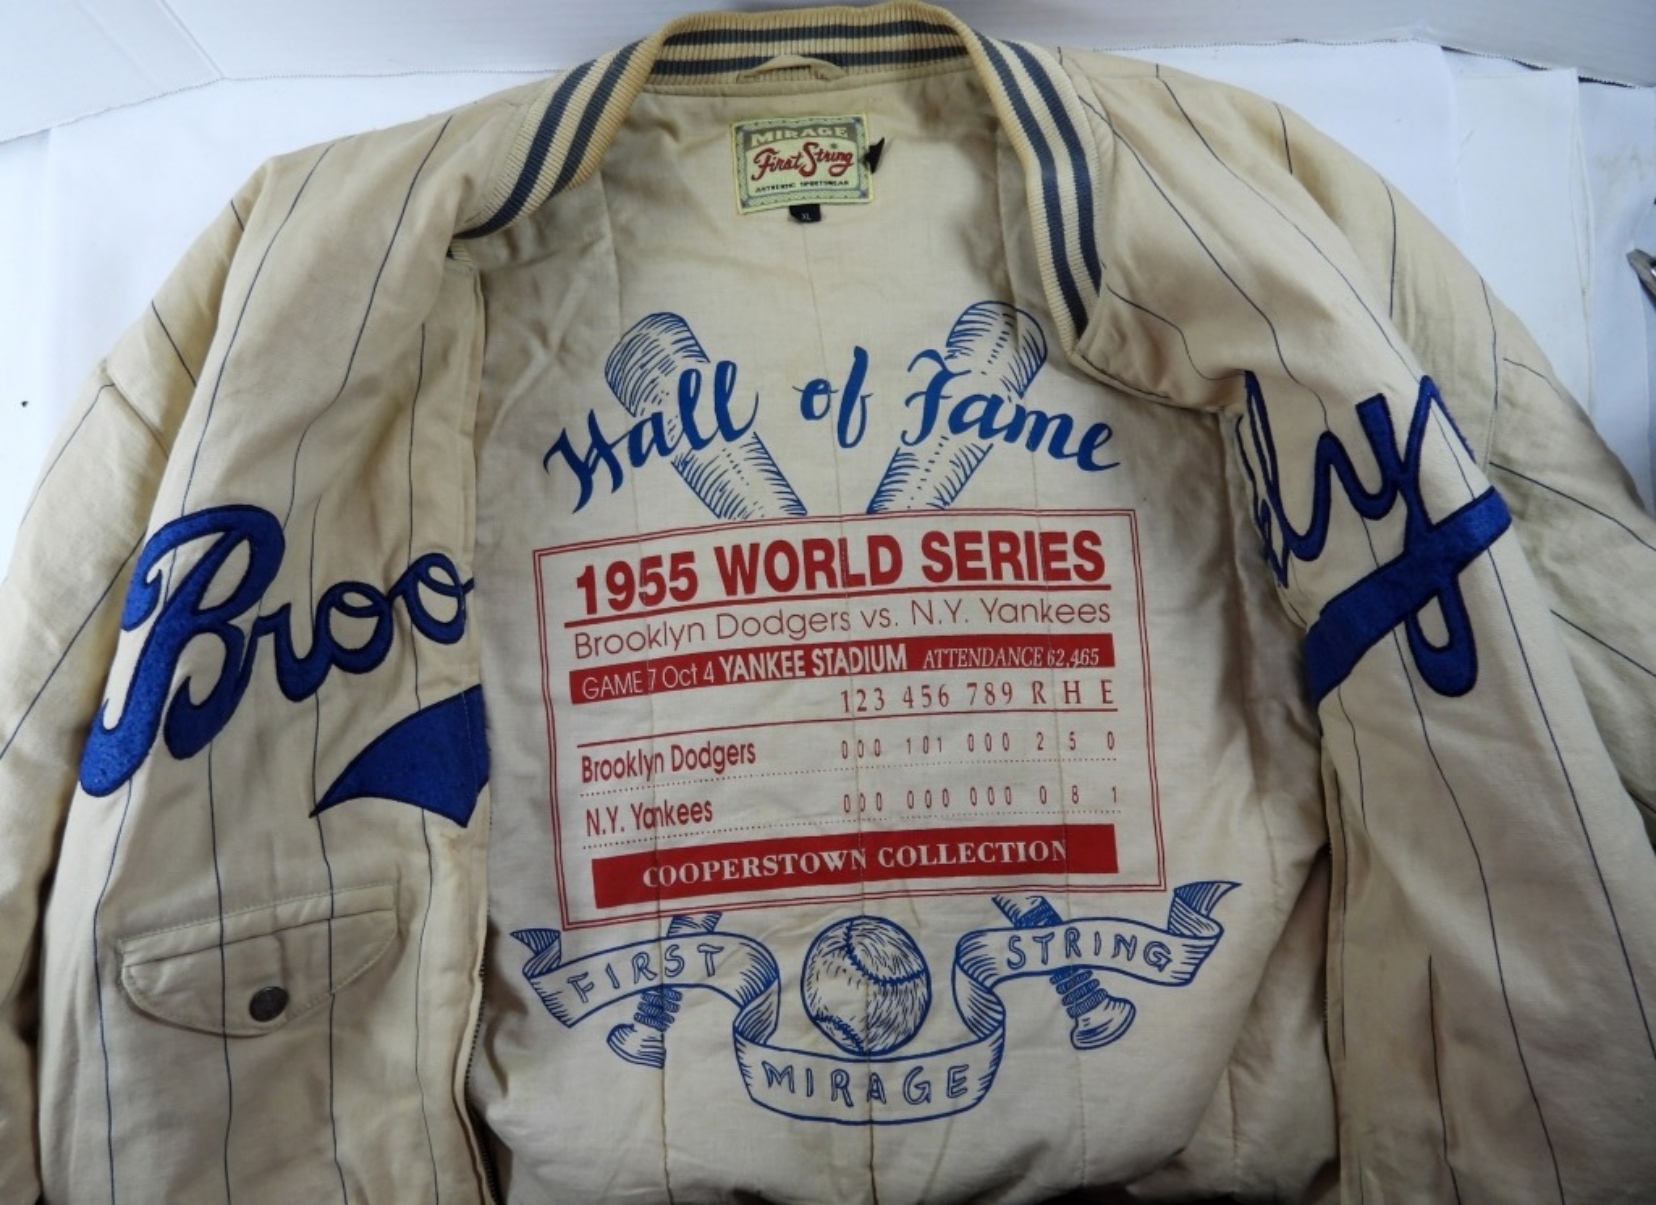 MIRAGE
First String
AUTHENTIC SPORTSWEAR
XL
Hall of Fame
Broo
ly
1955 WORLD SERIES
Brooklyn Dodgers vs. N.Y. Yankees
GAME 7 Oct 4 YANKEE STADIUM ATTENDANCE 62,465
123 456 789 R H E
Brooklyn Dodgers 000 101 000 2 5 0
N.Y. Yankees 000 000 000 0 8 1
COOPERSTOWN COLLECTION
FIRST STRING
MIRAGE